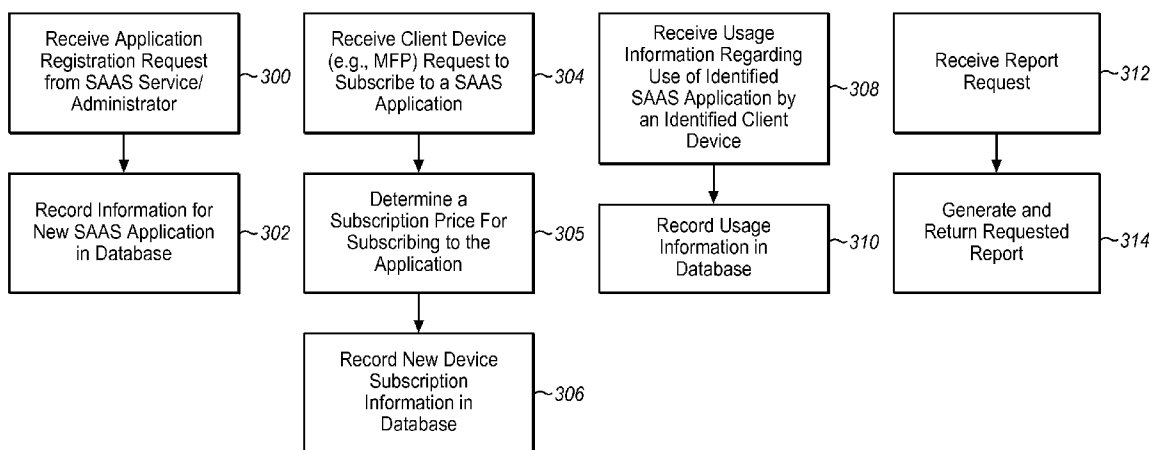 Receive Application
Registration Request
from SAAS Service/
Administrator
300
Record Information for
New SAAS Application
in Database
302
Receive Client Device
(e.g., MFP) Request to
Subscribe to a SAAS
Application
304
Determine a
Subscription Price For
Subscribing to the
Application
305
Record New Device
Subscription
Information in
Database
306
Receive Usage
Information Regarding
Use of Identified
SAAS Application by
an Identified Client
Device
308
Record Usage
Information in
Database
310
Receive Report
Request
312
Generate and
Return Requested
Report
314